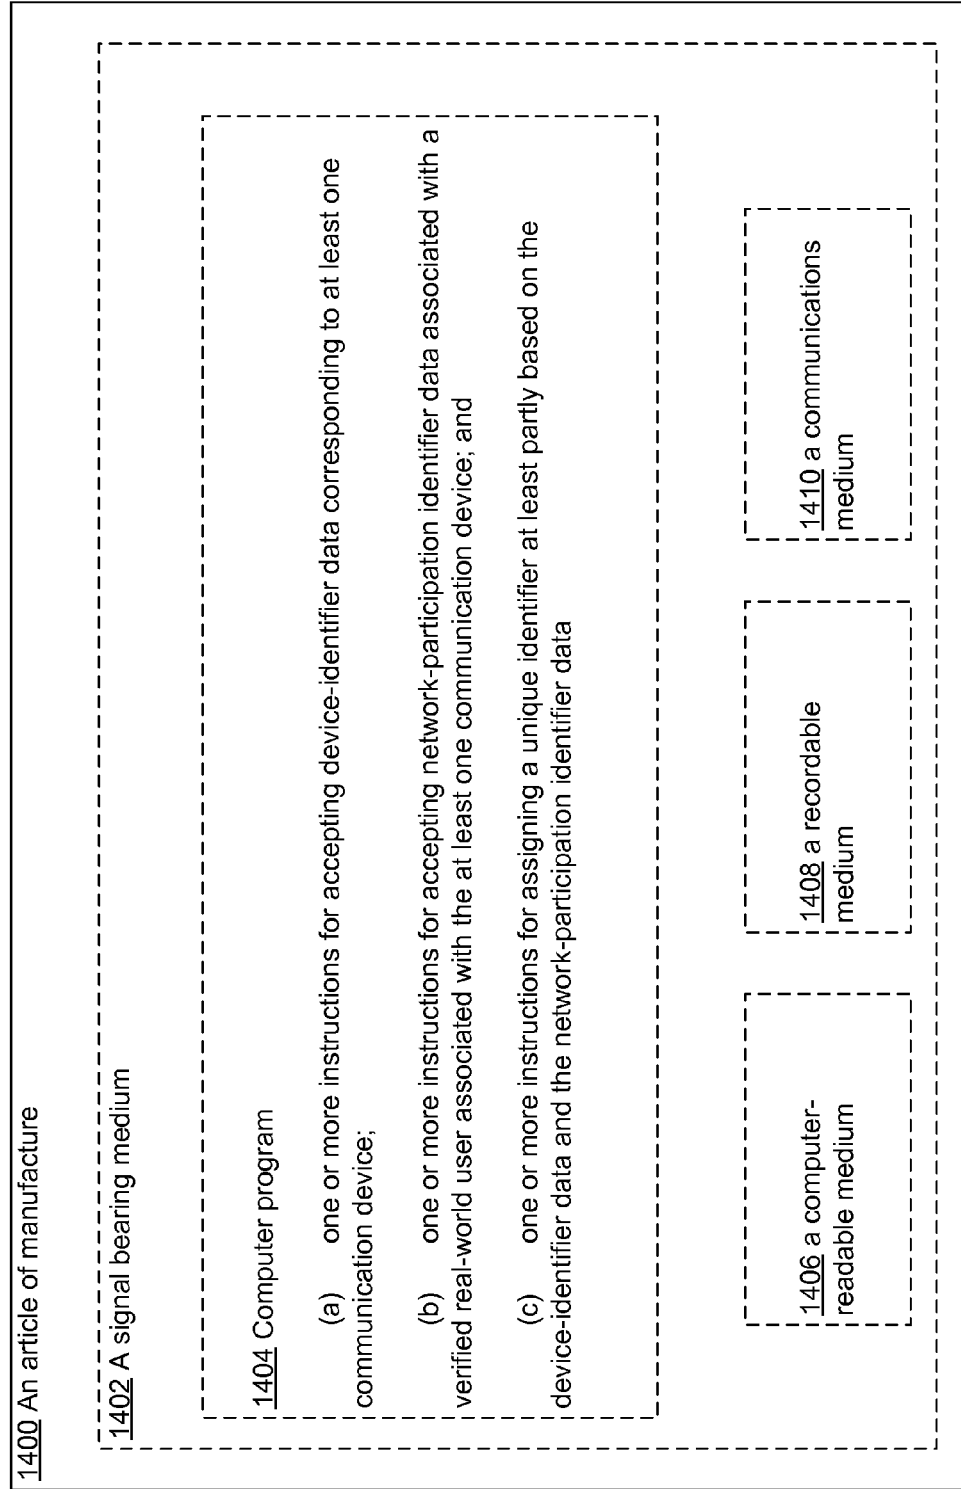 1400 An article of manufacture
1402 A signal bearing medium
1404 Computer program
(a) one or more instructions for accepting device-identifier data corresponding to at least one
communication device;
(b) one or more instructions for accepting network-participation identifier data associated with a
verified real-world user associated with the at least one communication device; and
(c) one or more instructions for assigning a unique identifier at least partly based on the
device-identifier data and the network-participation identifier data
1406 a computer-
readable medium
1408 a recordable
medium
1410 a communications
medium